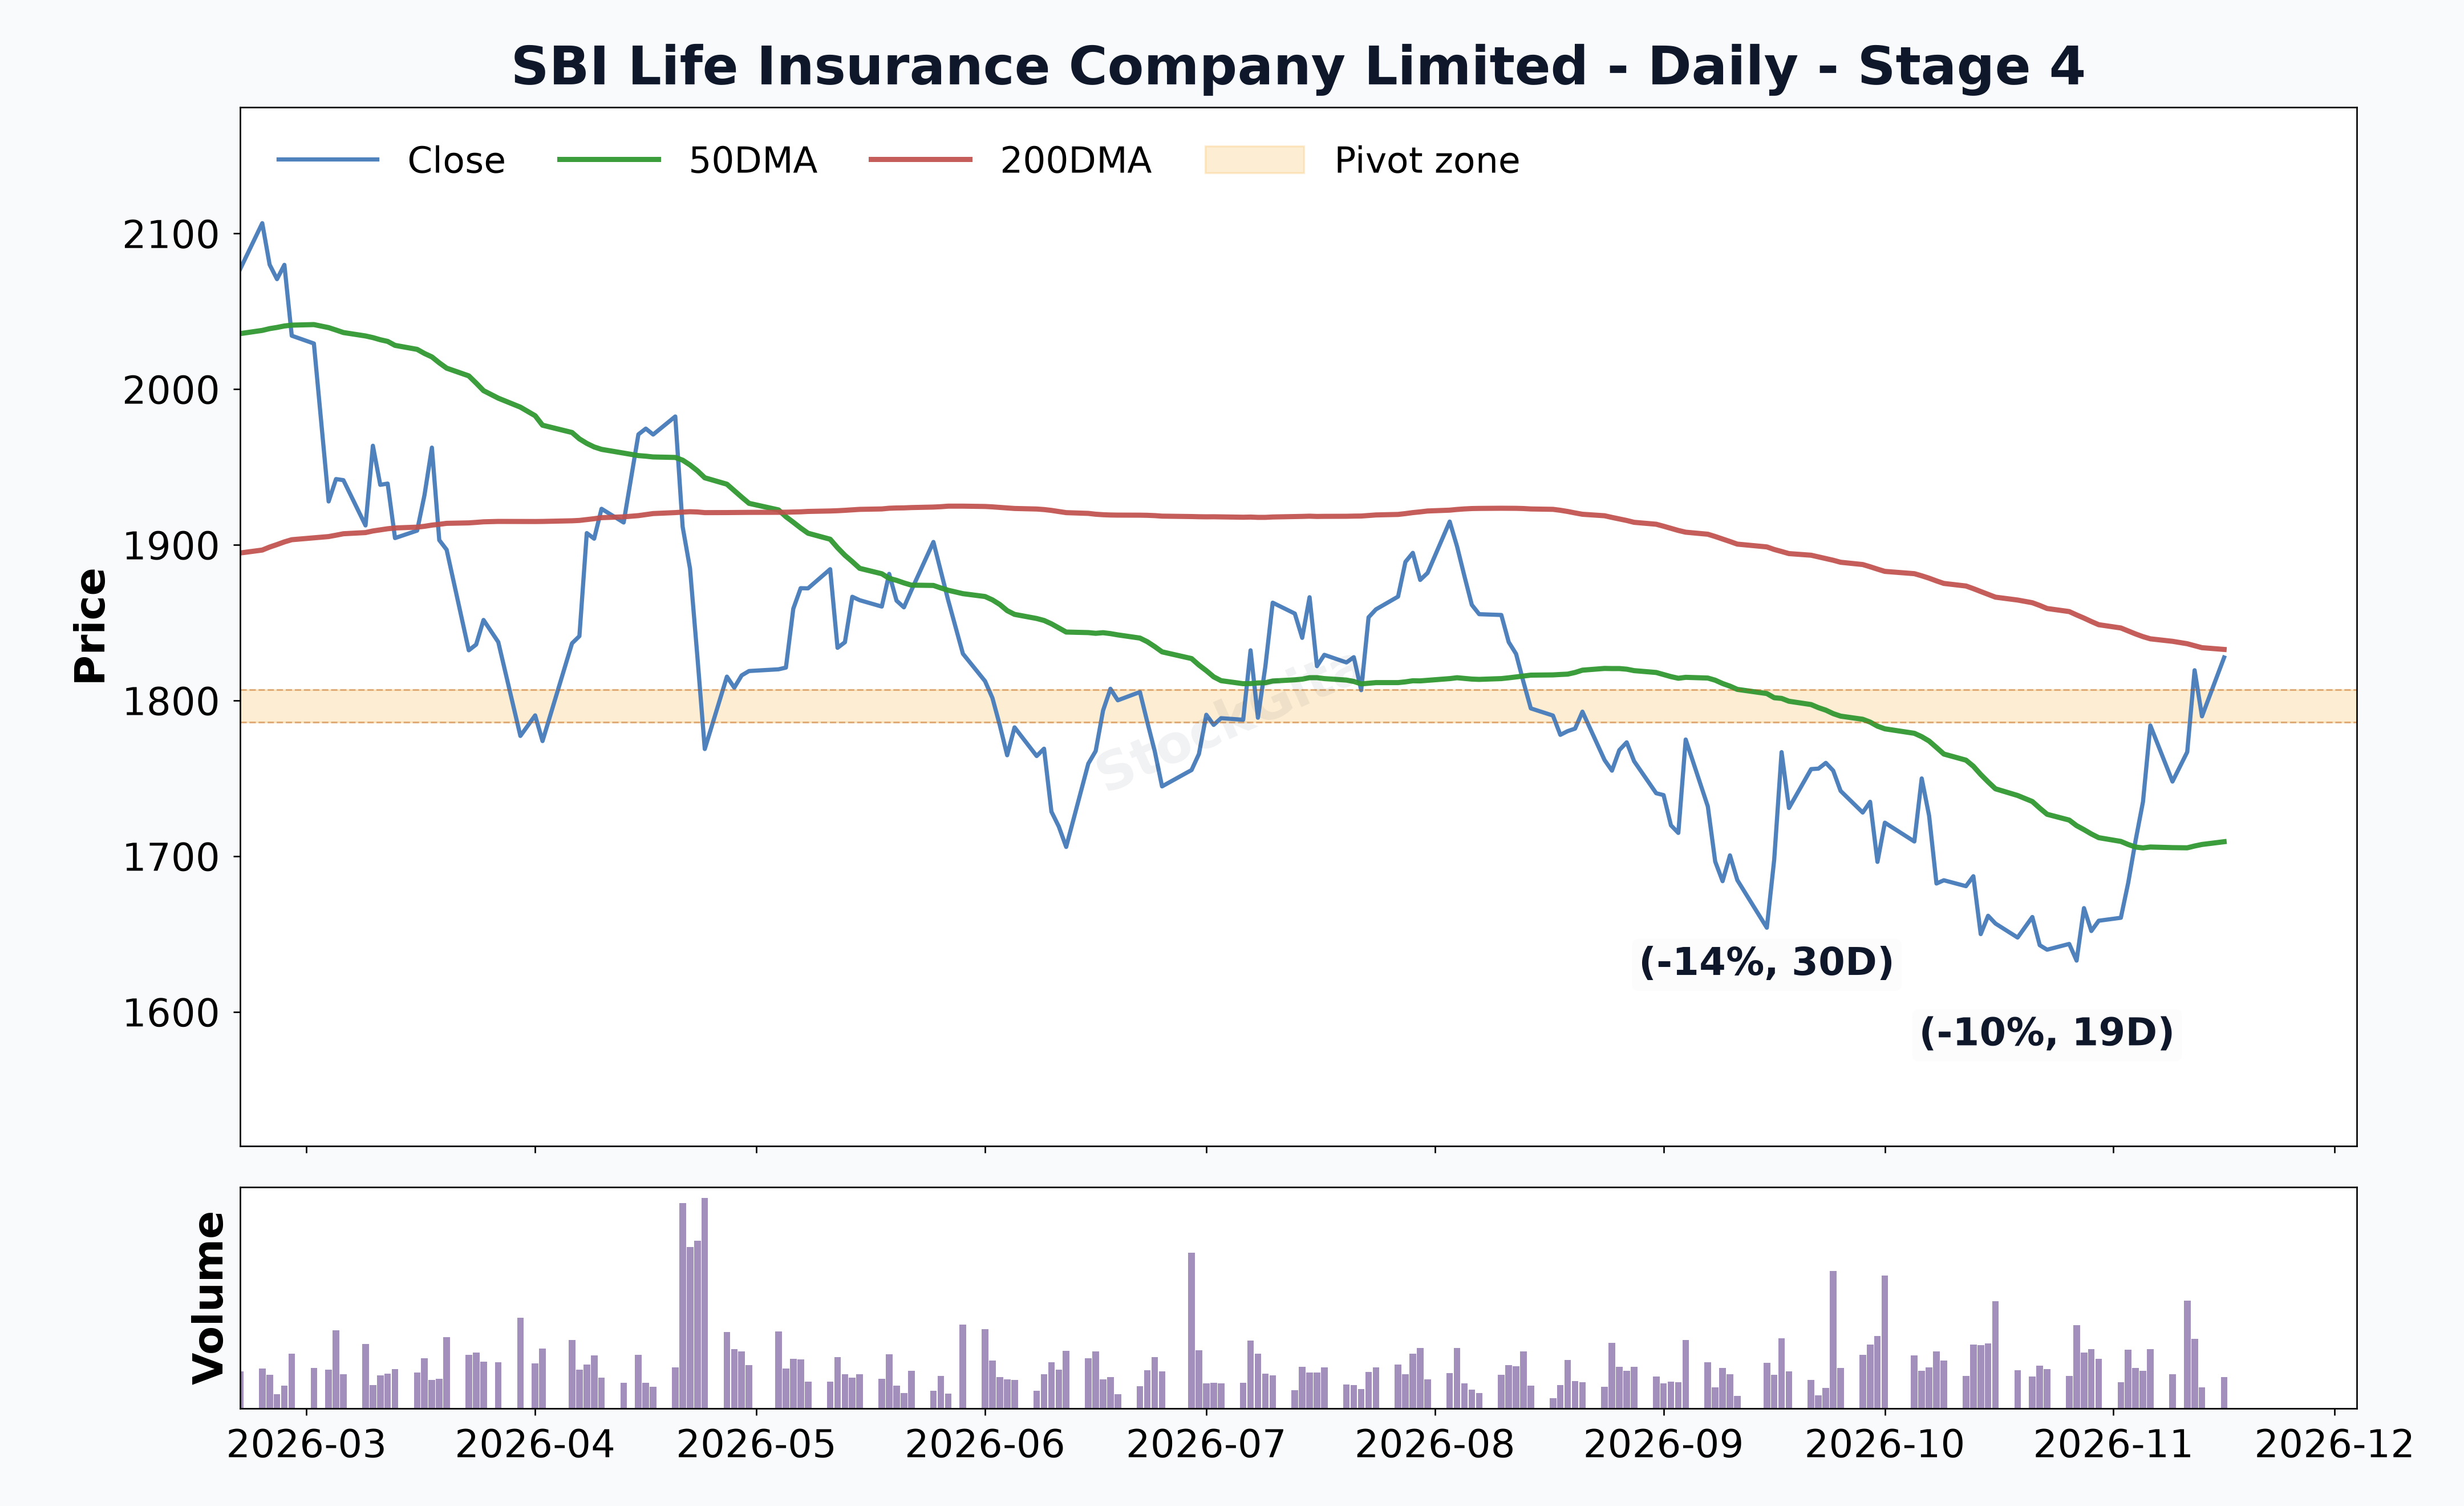 SBI Life Insurance Company Limited - Daily - Stage 4
Close 50DMA 200DMA Pivot zone
Price
2100
2000
1900
1800
1700
1600
(-14%, 30D)
(-10%, 19D)
Volume
2026-03 2026-04 2026-05 2026-06 2026-07 2026-08 2026-09 2026-10 2026-11 2026-12